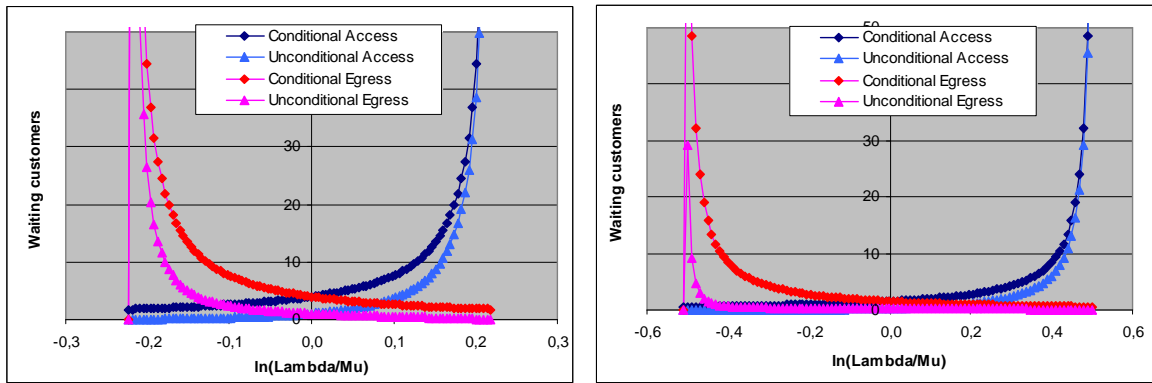 Conditional Access
Unconditional Access
Conditional Egress
Unconditional Egress
Waiting customers
30
20
10
0
-0,3
-0,2
-0,1
0,0
0,1
0,2
0,3
ln(Lambda/Mu)
50
Conditional Access
Unconditional Access
Conditional Egress
Unconditional Egress
Waiting customers
30
20
10
0
-0,6
-0,4
-0,2
0,0
0,2
0,4
0,6
ln(Lambda/Mu)